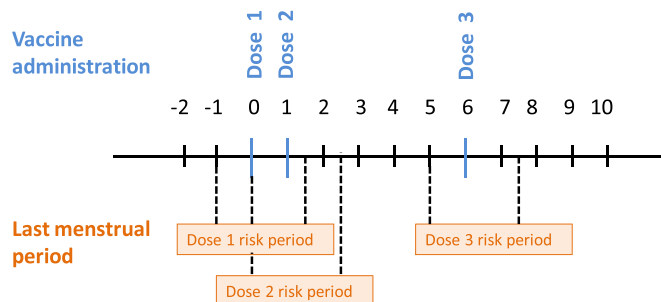 Vaccine
administration
Dose 1
Dose 2
Dose 3
-2 -1 0 1 2 3 4 5 6 7 8 9 10
Last menstrual
period
Dose 1 risk period
Dose 3 risk period
Dose 2 risk period